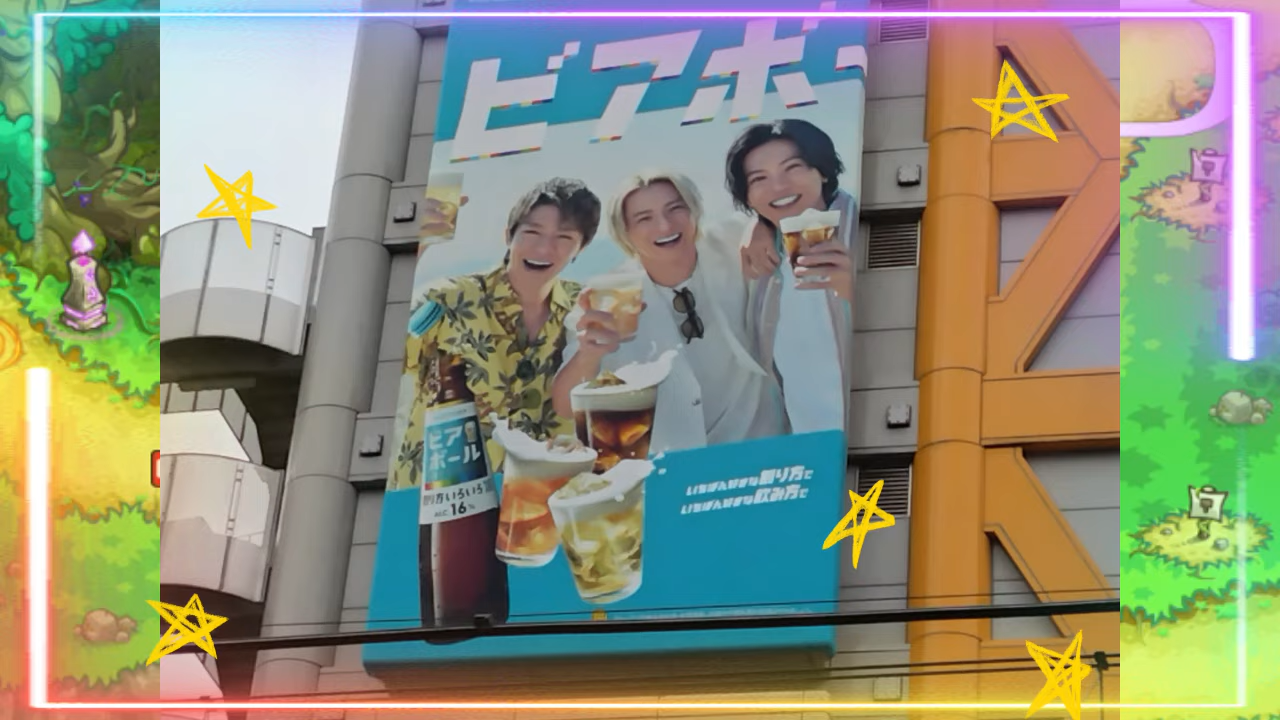 ビアボー
ビア
ボール
割り方いろいろ
ALC.16%
いちばん好きな割り方で
いちばん好きな飲み方で